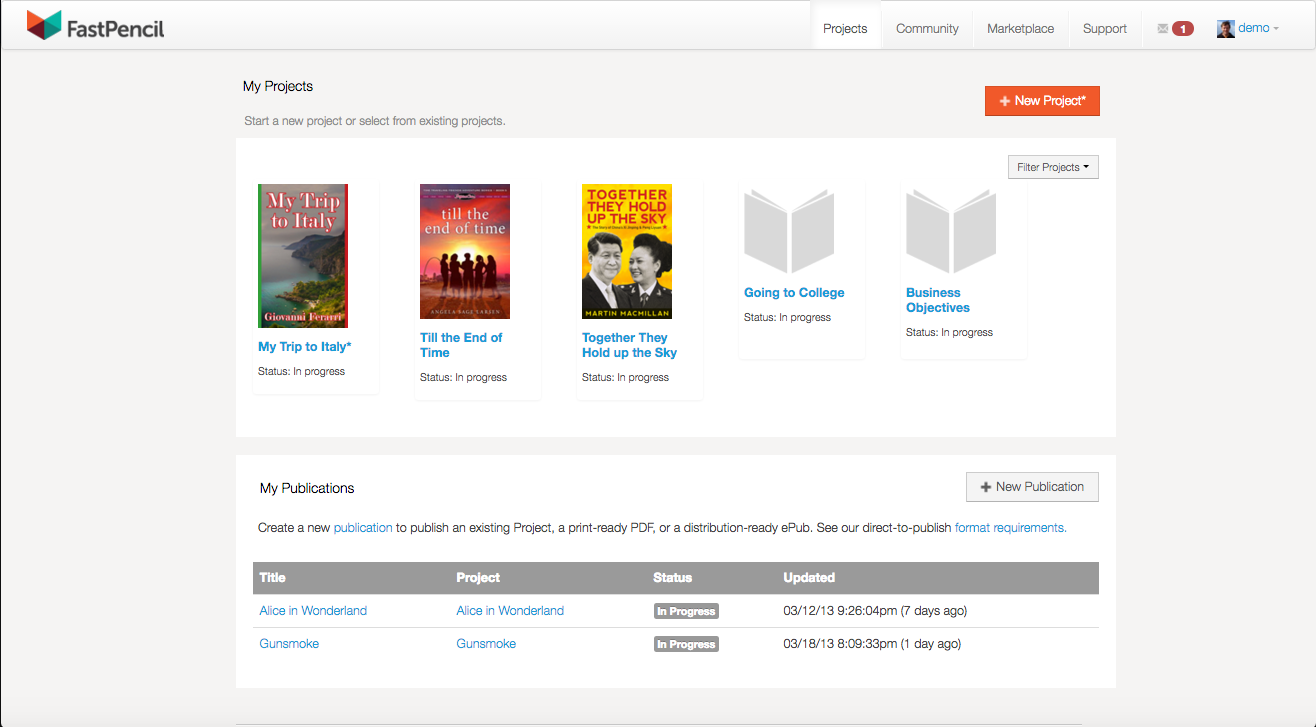 FastPencil
Projects
Community
Marketplace
Support
1
demo
My Projects
+ New Project*
Start a new project or select from existing projects.
Filter Projects
My Trip
to Italy
Giovanni Ferarri
My Trip to Italy*
Status: In progress
till the
end of time
ANGELA SAGE LARSEN
Till the End of
Time
Status: In progress
TOGETHER
THEY HOLD
UP THE SKY
MARTIN MACMILLAN
Together They
Hold up the Sky
Status: In progress
Going to College
Status: In progress
Business
Objectives
Status: In progress
My Publications
+ New Publication
Create a new publication to publish an existing Project, a print-ready PDF, or a distribution-ready ePub. See our direct-to-publish format requirements.
Title Project Status Updated
Alice in Wonderland Alice in Wonderland In Progress 03/12/13 9:26:04pm (7 days ago)
Gunsmoke Gunsmoke In Progress 03/18/13 8:09:33pm (1 day ago)